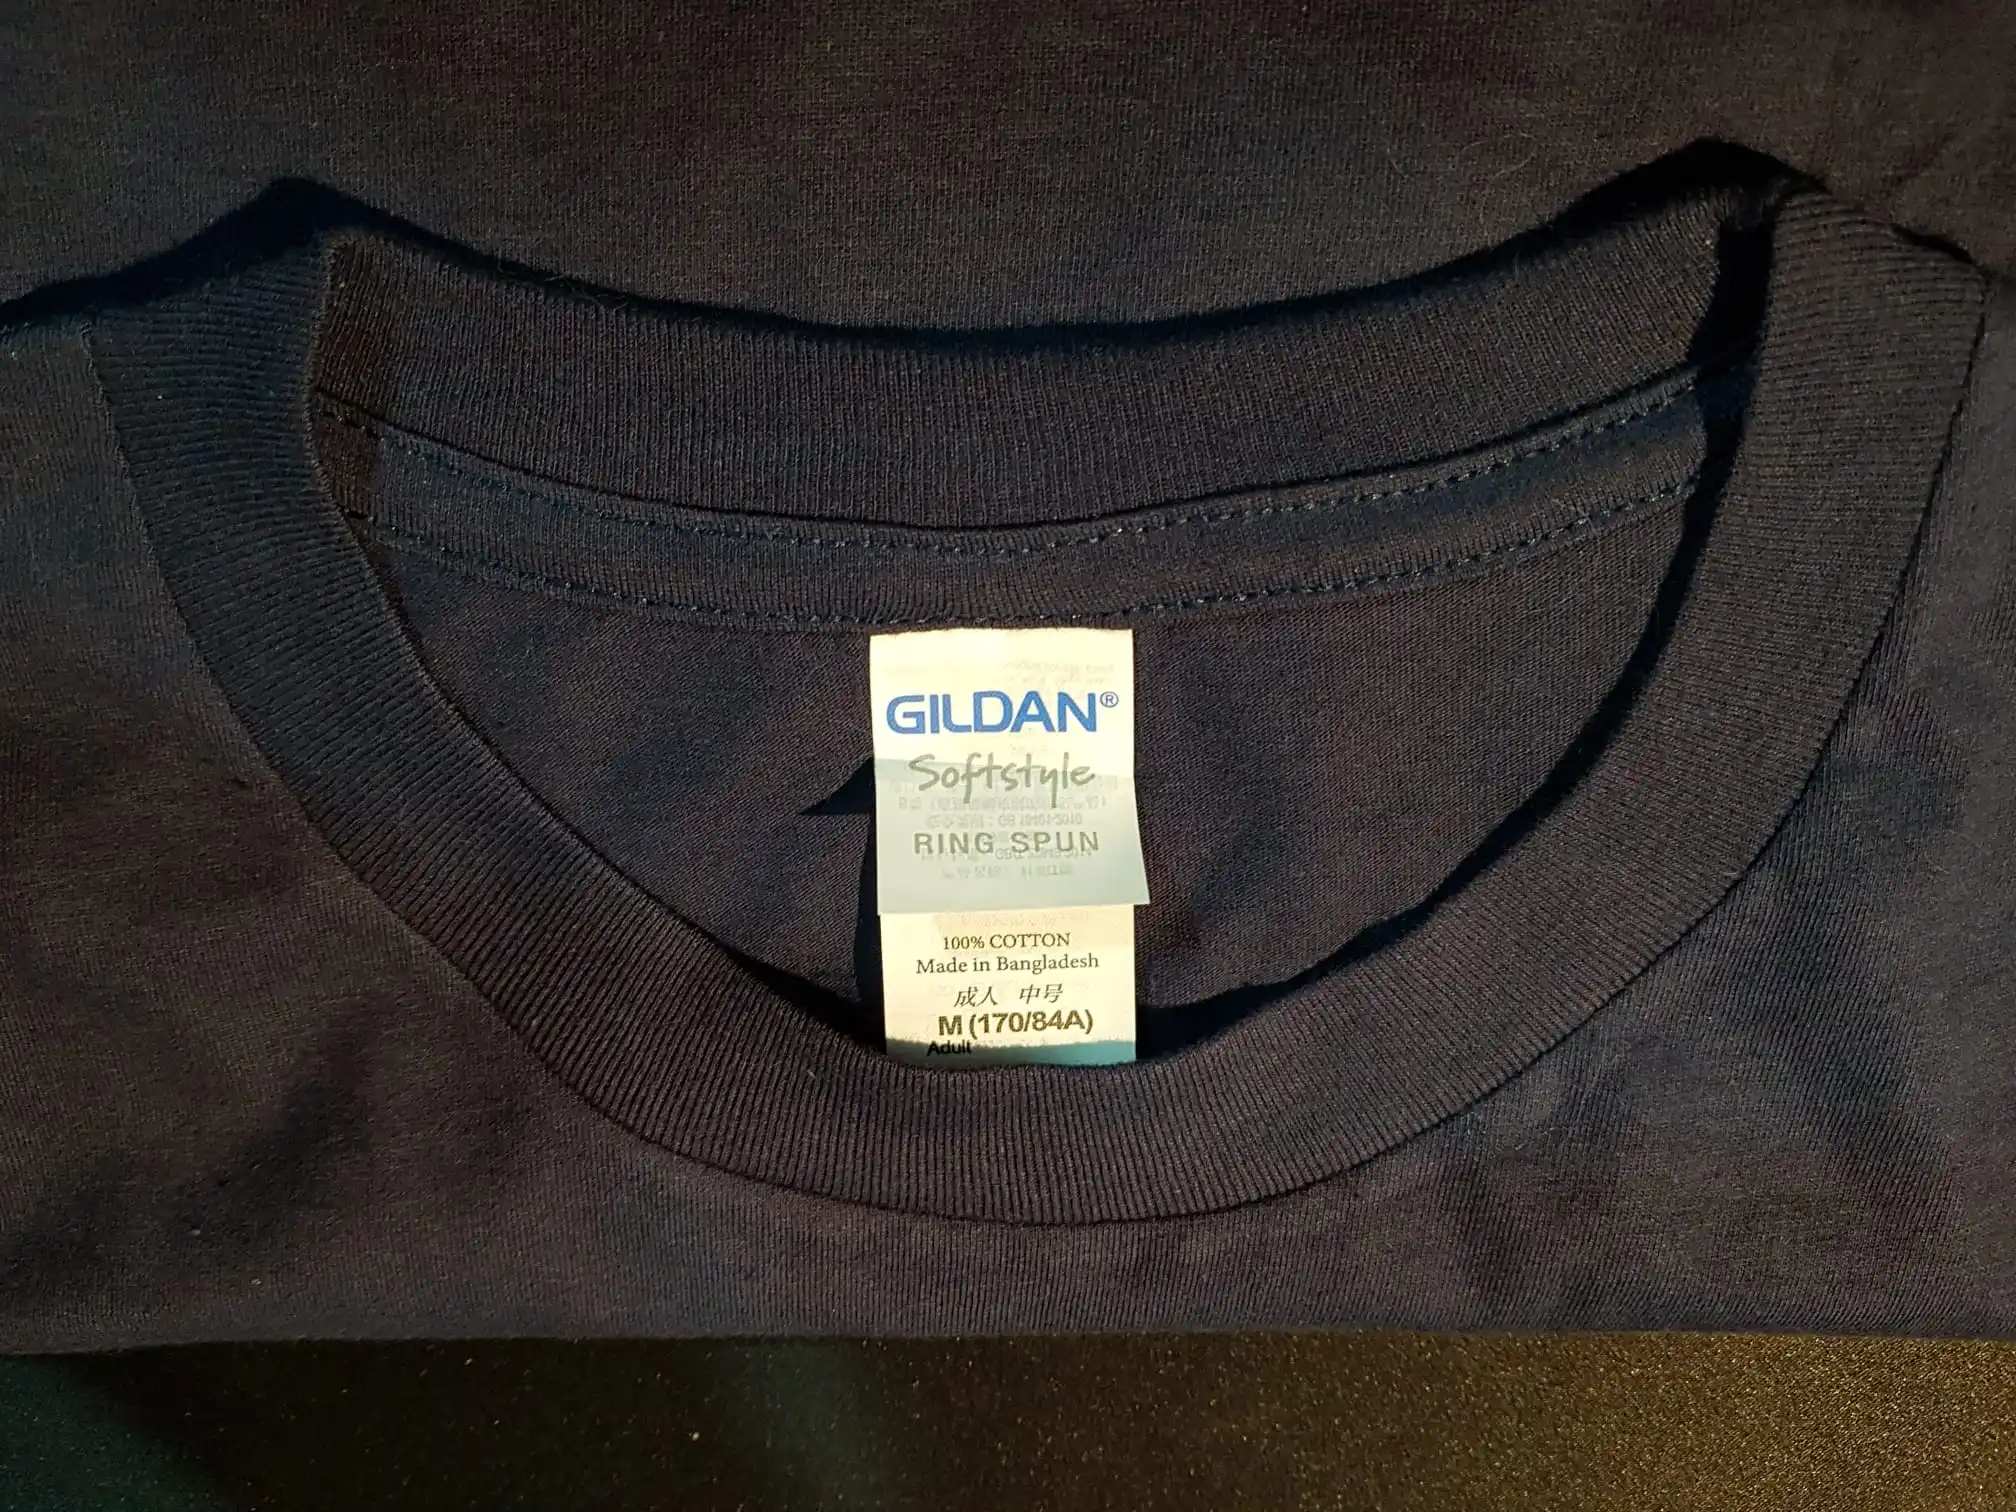 GILDAN®
Softstyle
RING SPUN
100% COTTON
Made in Bangladesh
成人 中号
M (170/84A)
Adult